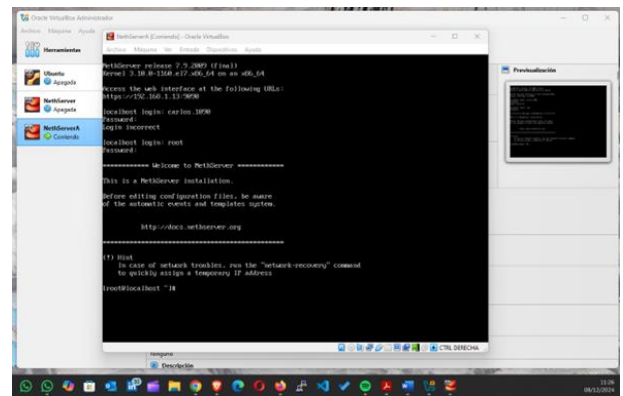 Oracle VirtualBox Administrador
Archivo Máquina Ayuda
Herramientas
Ubuntu
Apagada
NethServer
Apagada
NethServerA
Corriendo
NethServerA [Corriendo] - Oracle VirtualBox
Archivo Máquina Ver Entrada Dispositivos Ayuda
NethServer release 7.9.2009 (final)
Kernel 3.10.0-1160.el7.x86_64 on an x86_64
Access the web interface at the following URLs:
https://192.168.1.13:9090
localhost login: carlos.1090
Password:
Login incorrect
localhost login: root
Password:
************ Welcome to NethServer ************
This is a NethServer installation.
Before editing configuration files, be aware
of the automatic events and templates system.
http://docs.nethserver.org
(!) Hint
In case of network troubles, run the "network-recovery" command
to quickly assign a temporary IP address
[root@localhost ~]#
CTRL DERECHA
Previsualización
Ninguno
Descripción
11:26
08/12/2024